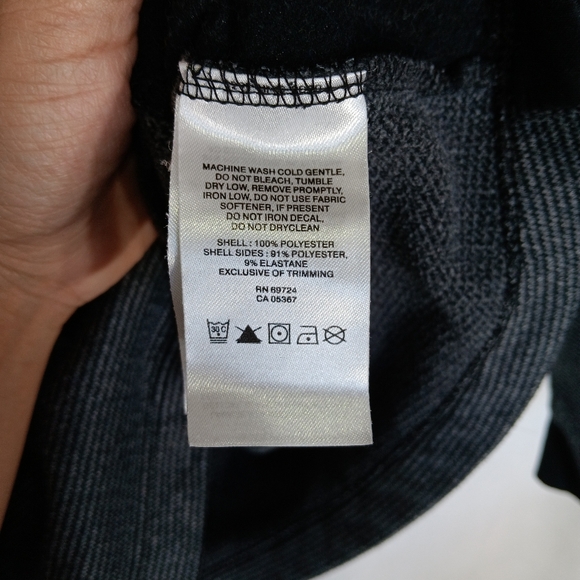 MACHINE WASH COLD GENTLE,
DO NOT BLEACH, TUMBLE
DRY LOW, REMOVE PROMPTLY,
IRON LOW, DO NOT USE FABRIC
SOFTENER, IF PRESENT
DO NOT IRON DECAL,
DO NOT DRYCLEAN
SHELL : 100% POLYESTER
SHELL SIDES : 91% POLYESTER,
9% ELASTANE
EXCLUSIVE OF TRIMMING
RN 69724
CA 05367
30 C